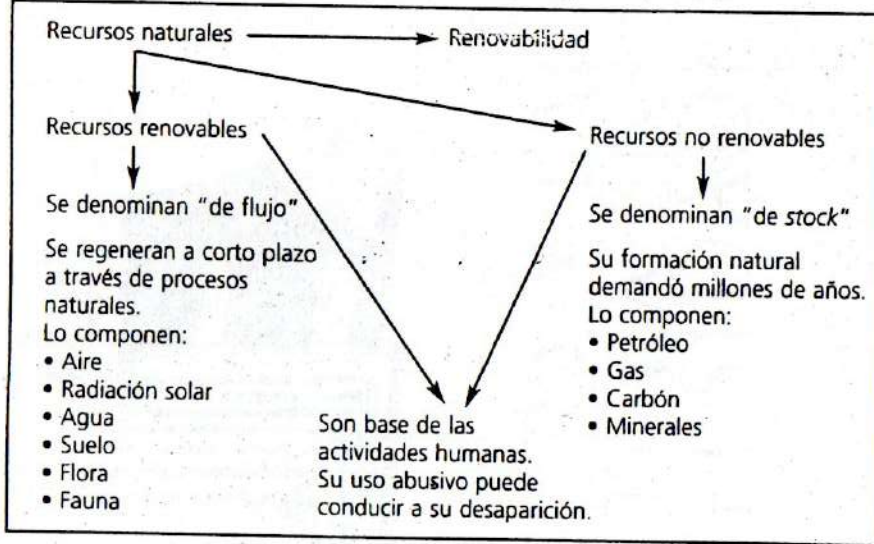 Recursos naturales
Renovabilidad
Recursos renovables
Se denominan "de flujo"
Se regeneran a corto plazo
a través de procesos
naturales.
Lo componen:
• Aire
• Radiación solar
• Agua
• Suelo
• Flora
• Fauna
Son base de las
actividades humanas.
Su uso abusivo puede
conducir a su desaparición.
Recursos no renovables
Se denominan "de stock"
Su formación natural
demandó millones de años.
Lo componen:
• Petróleo
• Gas
• Carbón
• Minerales